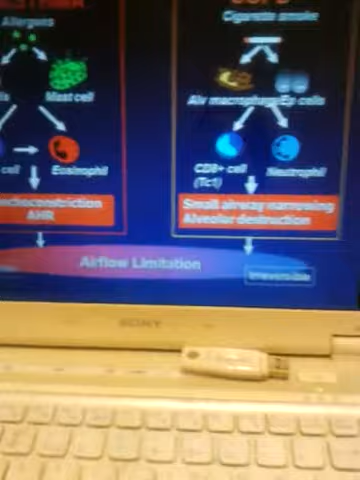 Allergens
Mast cell
cell
Eosinophil
AHR
Cigarette smoke
Alv macrophage Ep cells
CD8+ cell
(Tc1)
Neutrophil
Small airway narrowing
Alveolar destruction
Airflow Limitation
Irreversible
SONY